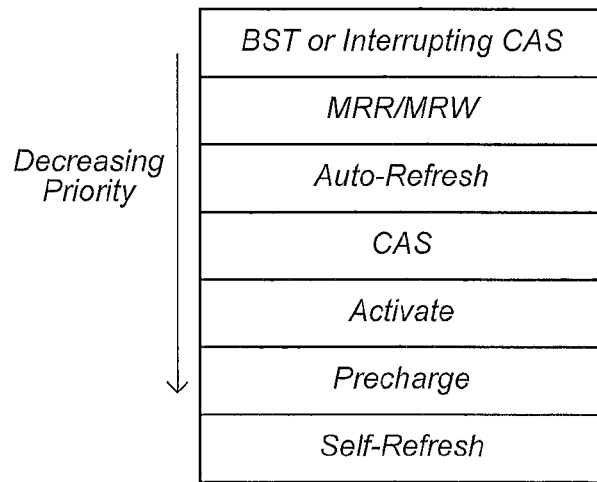 BST or Interrupting CAS
MRR/MRW
Decreasing
Priority
Auto-Refresh
CAS
Activate
Precharge
Self-Refresh